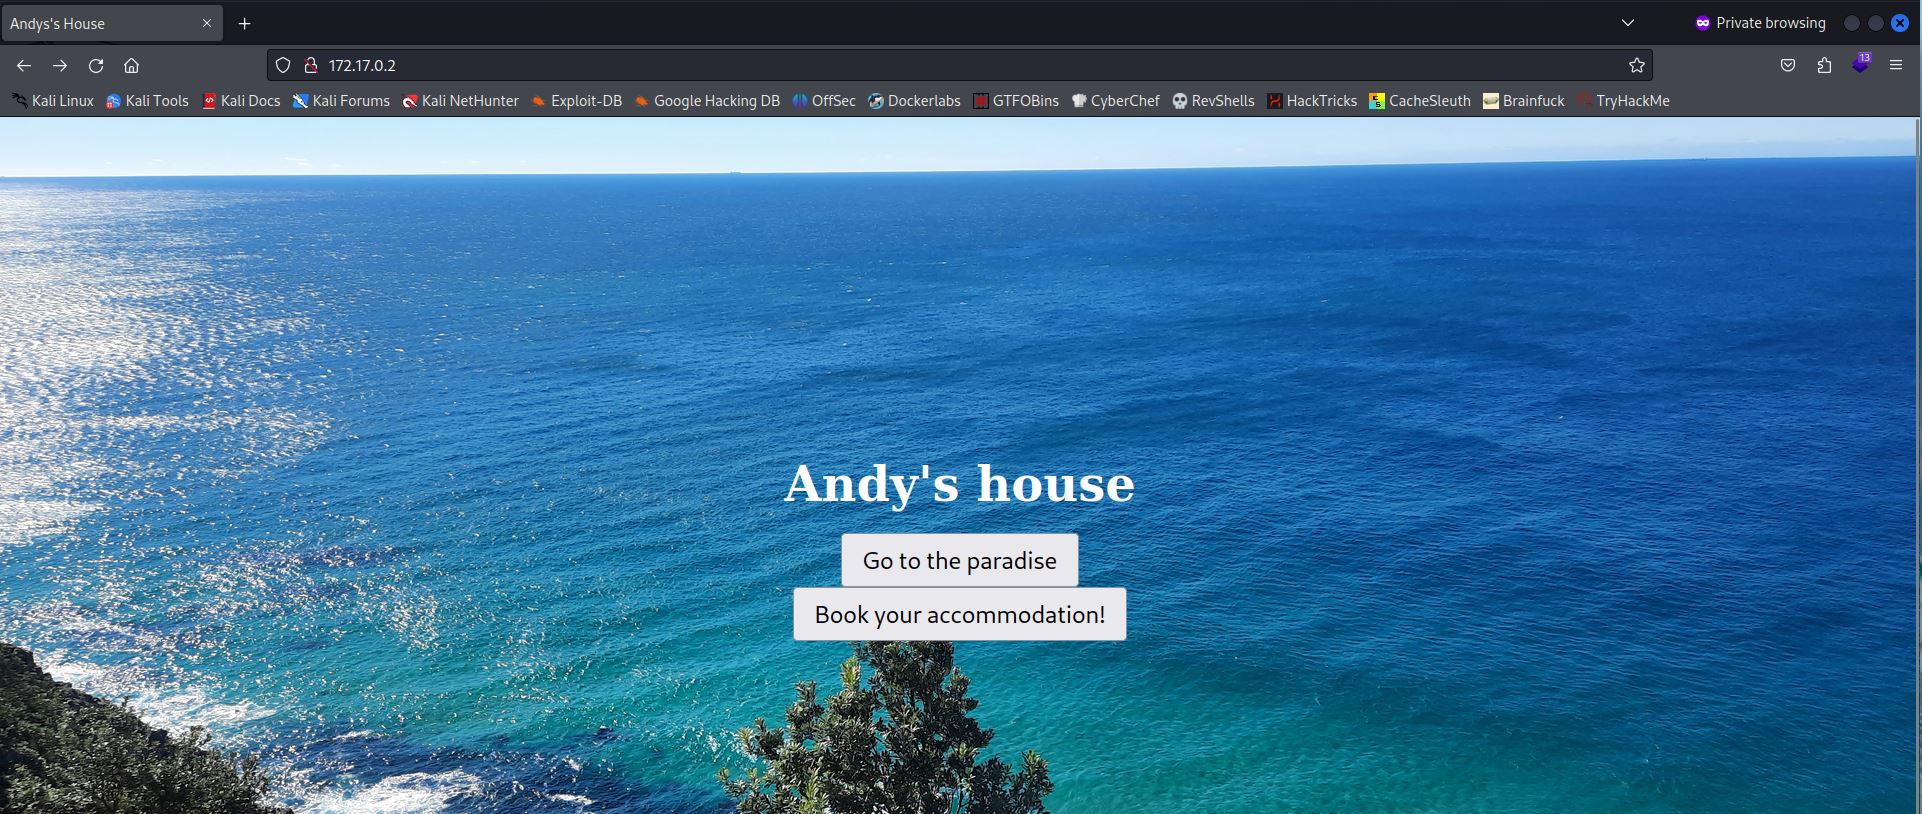 Andys's House
Private browsing
172.17.0.2
13
Kali Linux Kali Tools Kali Docs Kali Forums Kali NetHunter Exploit-DB Google Hacking DB OffSec Dockerlabs GTFOBins CyberChef RevShells HackTricks CacheSleuth Brainfuck TryHackMe
Andy's house
Go to the paradise
Book your accommodation!